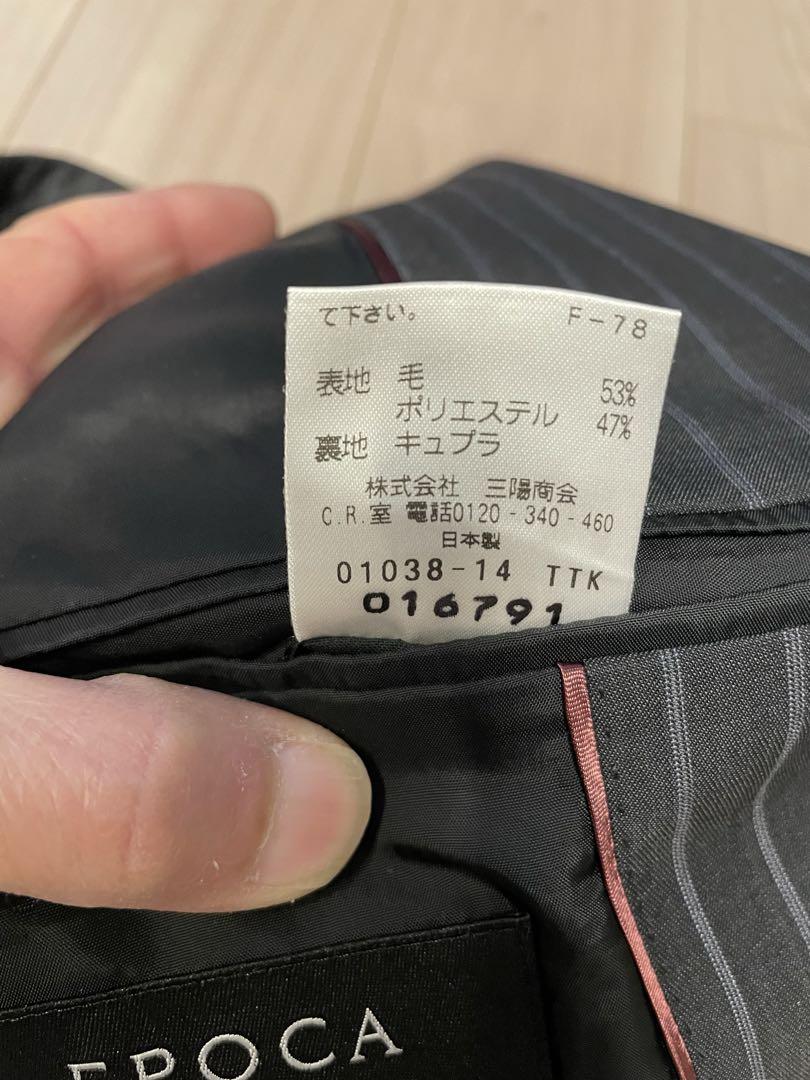 て下さい。 F-78
表地 毛 53%
ポリエステル 47%
裏地 キュプラ
株式会社 三陽商会
C.R.室 電話0120-340-460
日本製
01038-14 TTK
016791
EPOCA